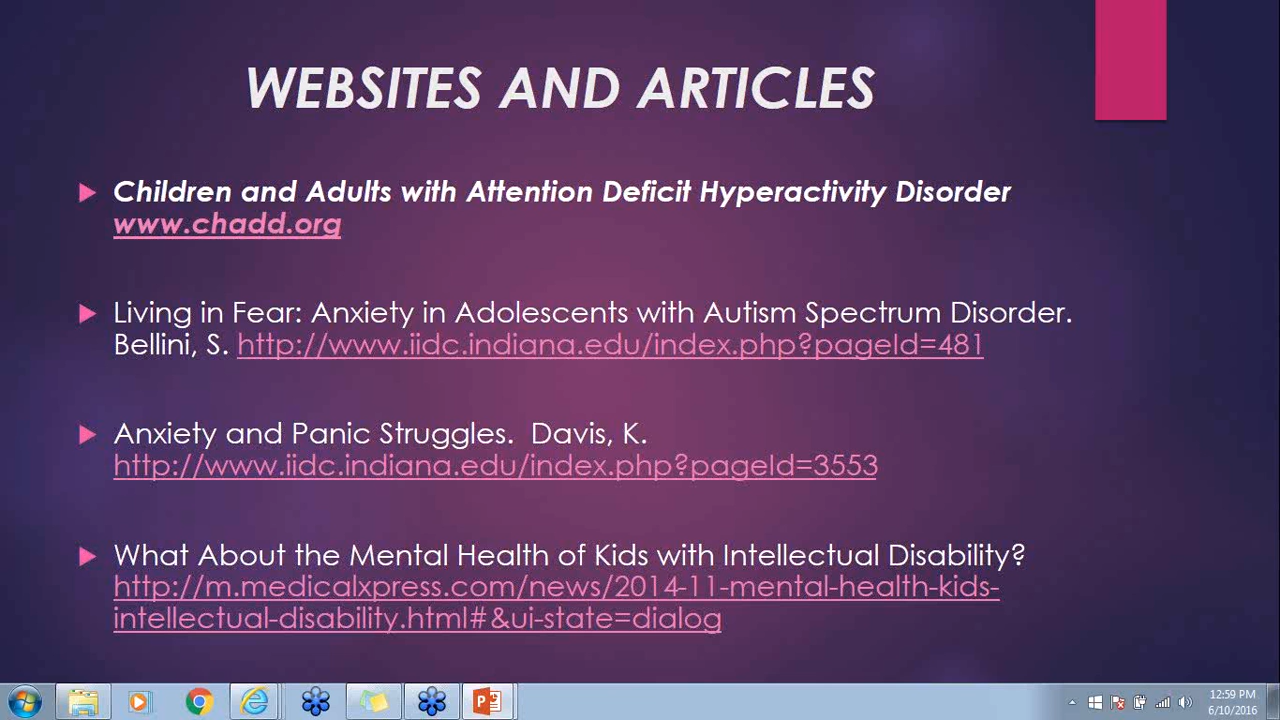 WEBSITES AND ARTICLES
Children and Adults with Attention Deficit Hyperactivity Disorder
www.chadd.org
Living in Fear: Anxiety in Adolescents with Autism Spectrum Disorder.
Bellini, S. http://www.iidc.indiana.edu/index.php?pageId=481
Anxiety and Panic Struggles. Davis, K.
http://www.iidc.indiana.edu/index.php?pageId=3553
What About the Mental Health of Kids with Intellectual Disability?
http://m.medicalxpress.com/news/2014-11-mental-health-kids-
intellectual-disability.html#&ui-state=dialog
12:59 PM
6/10/2016